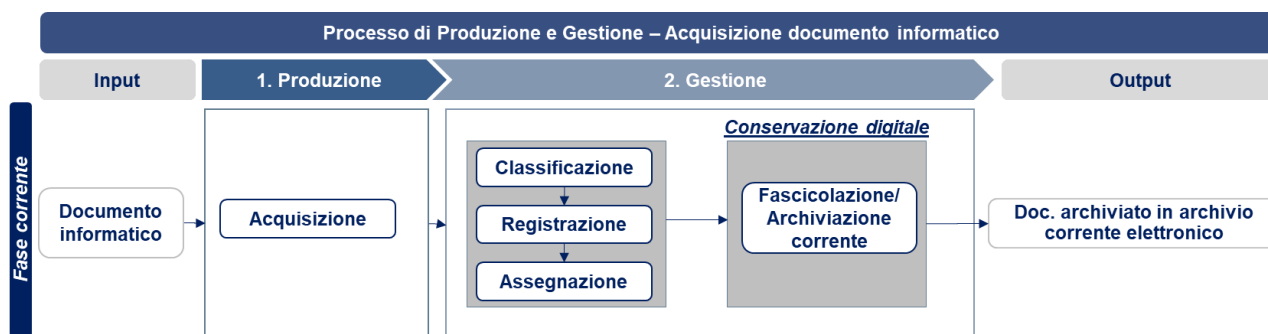 Processo di Produzione e Gestione – Acquisizione documento informatico
Input
1. Produzione
2. Gestione
Output
Fase corrente
Documento
informatico
Acquisizione
Classificazione
Registrazione
Assegnazione
Conservazione digitale
Fascicolazione/
Archiviazione
corrente
Doc. archiviato in archivio
corrente elettronico